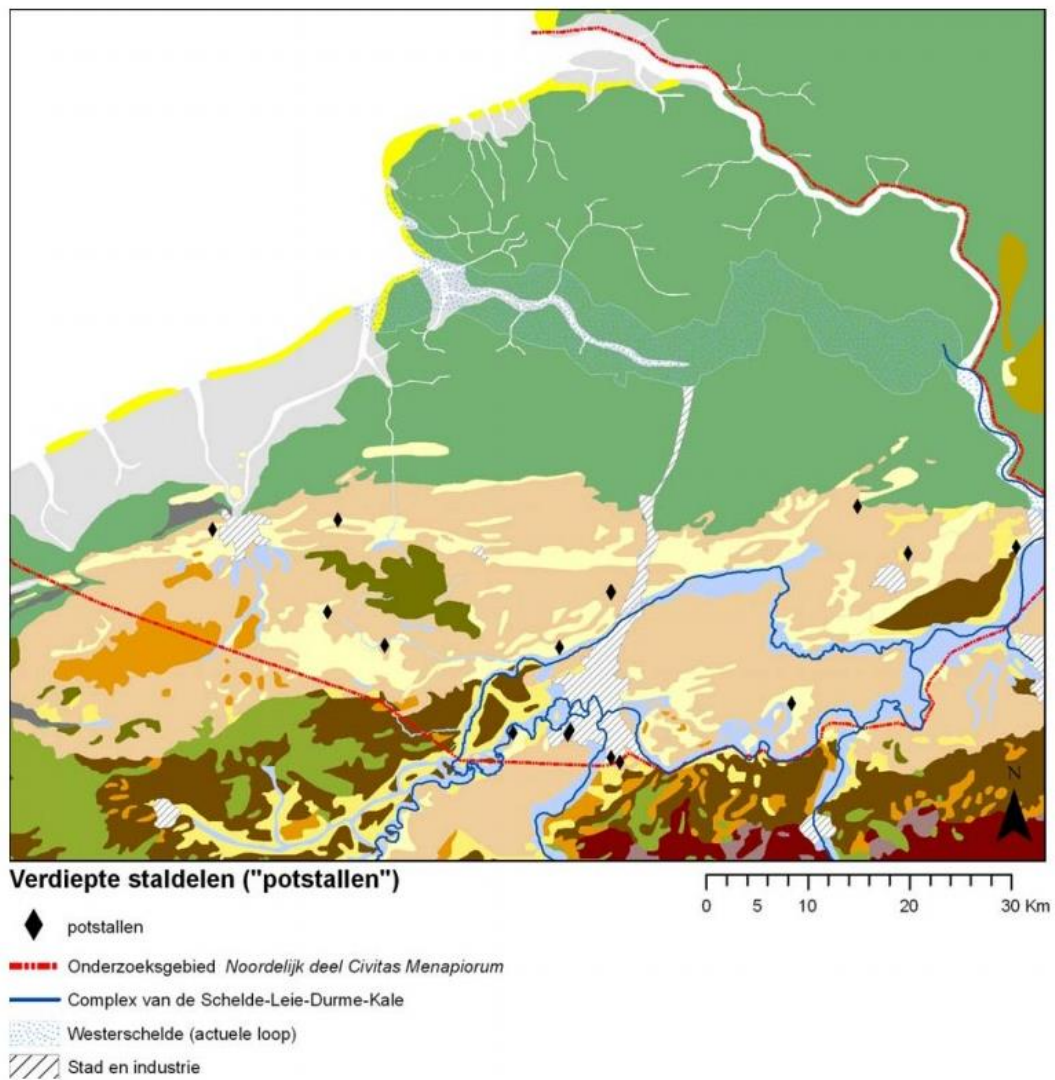 N
Verdiepte staldelen ("potstallen")
0 5 10 20 30 Km
potstallen
Onderzoeksgebied Noordelijk deel Civitas Menapiorum
Complex van de Schelde-Leie-Durme-Kale
Westerschelde (actuele loop)
Stad en industrie